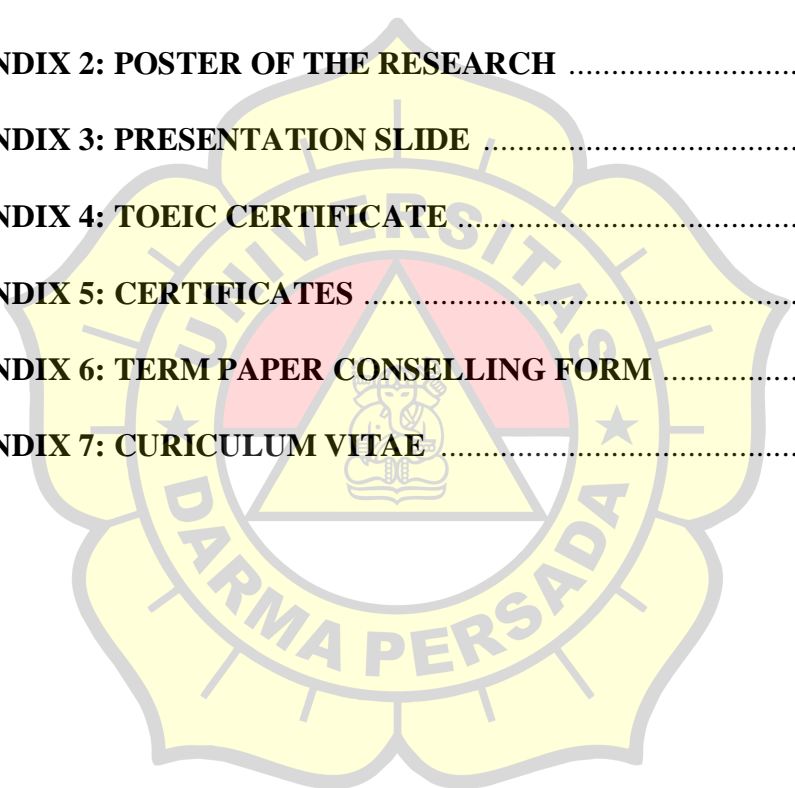 NDIX 2: POSTER OF THE RESEARCH ..............................
NDIX 3: PRESENTATION SLIDE ........................................
NDIX 4: TOEIC CERTIFICATE ...........................................
NDIX 5: CERTIFICATES ......................................................
NDIX 6: TERM PAPER CONSELLING FORM ..................
NDIX 7: CURICULUM VITAE .............................................
UNIVERSITAS
DARMA PERSADA